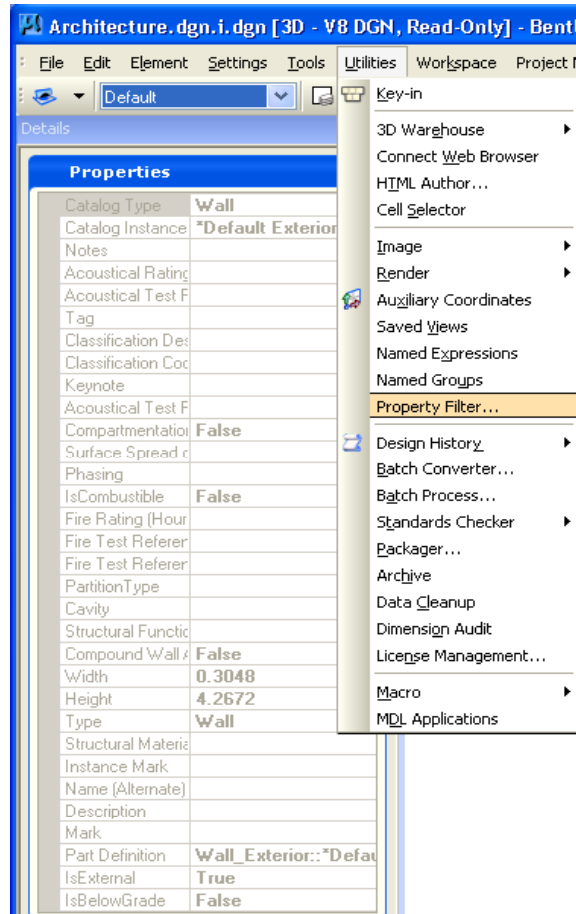 Architecture.dgn.i.dgn [3D - V8 DGN, Read-Only] - Bentl
File Edit Element Settings Tools Utilities Workspace Project
Default
Details
Properties
Catalog Type Wall
Catalog Instance *Default Exterior
Notes
Acoustical Rating
Acoustical Test F
Tag
Classification Des
Classification Coc
Keynote
Acoustical Test F
Compartmentation False
Surface Spread c
Phasing
IsCombustible False
Fire Rating (Hour
Fire Test Referer
Fire Test Referer
PartitionType
Cavity
Structural Functic
Compound Wall False
Width 0.3048
Height 4.2672
Type Wall
Structural Materia
Instance Mark
Name (Alternate)
Description
Mark
Part Definition Wall_Exterior::*Defau
IsExternal True
IsBelowGrade False
Key-in
3D Warehouse
Connect Web Browser
HTML Author...
Cell Selector
Image
Render
Auxiliary Coordinates
Saved Views
Named Expressions
Named Groups
Property Filter...
Design History
Batch Converter...
Batch Process...
Standards Checker
Packager...
Archive
Data Cleanup
Dimension Audit
License Management...
Macro
MDL Applications